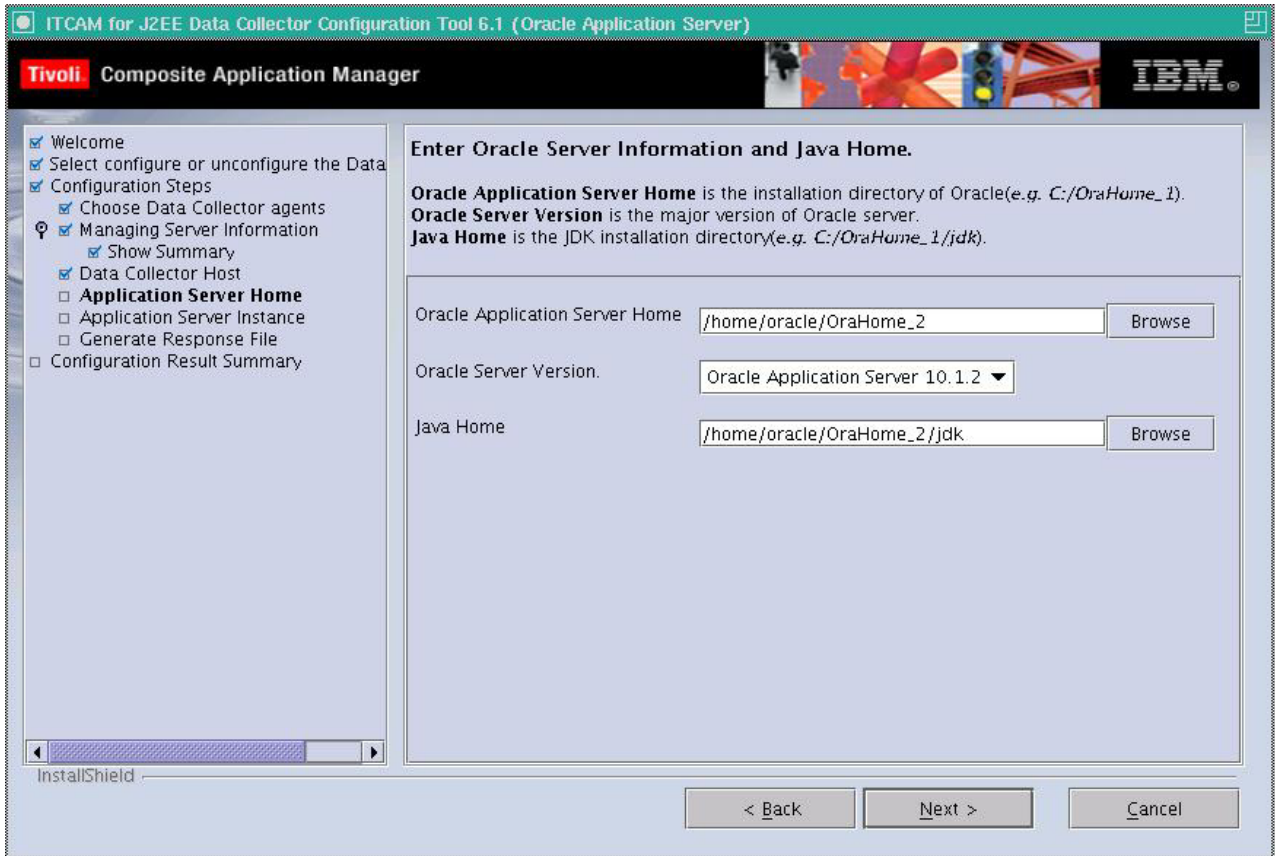 ITCAM for J2EE Data Collector Configuration Tool 6.1 (Oracle Application Server)
Tivoli. Composite Application Manager
IBM®
Welcome
Select configure or unconfigure the Data
Configuration Steps
Choose Data Collector agents
Managing Server Information
Show Summary
Data Collector Host
Application Server Home
Application Server Instance
Generate Response File
Configuration Result Summary
Enter Oracle Server Information and Java Home.
Oracle Application Server Home is the installation directory of Oracle(e.g. C:/OraHome_1).
Oracle Server Version is the major version of Oracle server.
Java Home is the JDK installation directory(e.g. C:/OraHome_1/jdk).
Oracle Application Server Home /home/oracle/OraHome_2 Browse
Oracle Server Version. Oracle Application Server 10.1.2
Java Home /home/oracle/OraHome_2/jdk Browse
InstallShield
< Back Next > Cancel